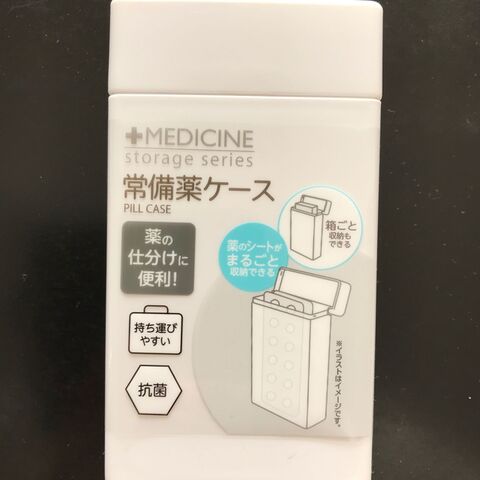 ✚MEDICINE
storage series
常備薬ケース
PILL CASE
薬の
仕分けに
便利!
箱ごと
収納も
できる
薬のシートが
まるごと
収納できる
持ち運び
やすい
抗菌
※イラストはイメージです。